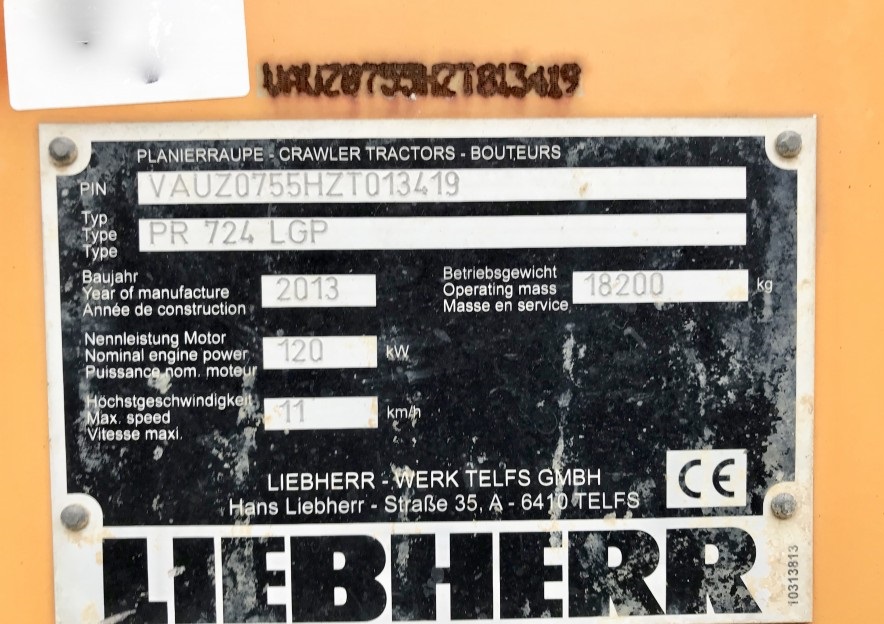 VAUZ0755HZT013419
PLANIERRAUPE - CRAWLER TRACTORS - BOUTEURS
PIN VAUZ0755HZT013419
Typ
Type PR 724 LGP
Type
Baujahr
Year of manufacture 2013
Année de construction
Betriebsgewicht
Operating mass 18200 kg
Masse en service
Nennleistung Motor
Nominal engine power 120 kW
Puissance nom. moteur
Höchstgeschwindigkeit
Max. speed 11 km/h
Vitesse maxi.
LIEBHERR - WERK TELFS GMBH
Hans Liebherr - Straße 35, A - 6410 TELFS
CE
LIEBHERR
10313813